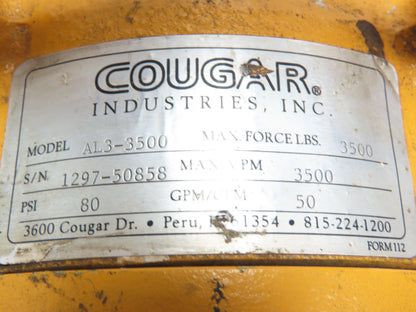 COUGAR®
INDUSTRIES, INC.
MODEL AL3-3500 MAX. FORCE LBS. 3500
S/N 1297-50858 MAX. VPM 3500
PSI 80 GPM/CFM 50
3600 Cougar Dr. • Peru, 1354 • 815-224-1200
FORM 112